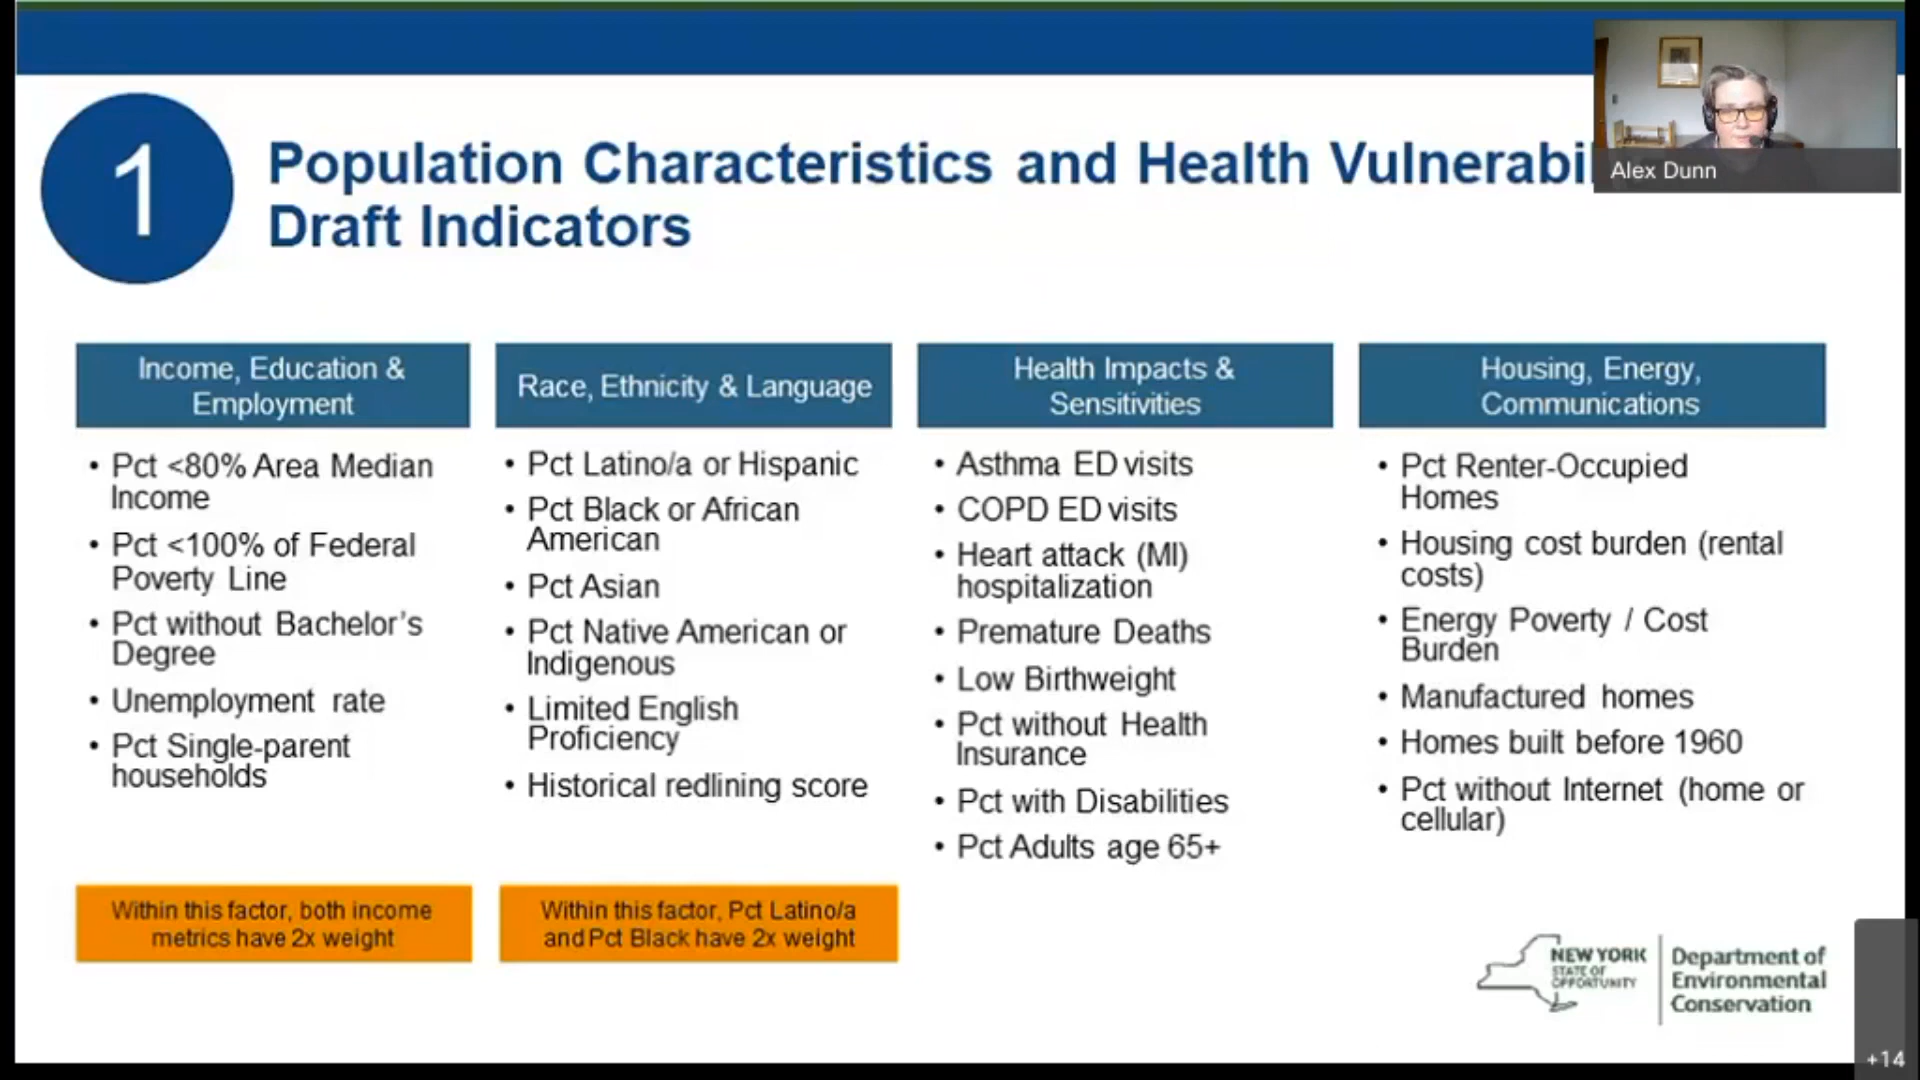 1
Population Characteristics and Health Vulnerabi
Draft Indicators
Alex Dunn
Income, Education &
Employment
• Pct <80% Area Median
Income
• Pct <100% of Federal
Poverty Line
• Pct without Bachelor's
Degree
• Unemployment rate
• Pct Single-parent
households
Within this factor, both income
metrics have 2x weight
Race, Ethnicity & Language
• Pct Latino/a or Hispanic
• Pct Black or African
American
• Pct Asian
• Pct Native American or
Indigenous
• Limited English
Proficiency
• Historical redlining score
Within this factor, Pct Latino/a
and Pct Black have 2x weight
Health Impacts &
Sensitivities
• Asthma ED visits
• COPD ED visits
• Heart attack (MI)
hospitalization
• Premature Deaths
• Low Birthweight
• Pct without Health
Insurance
• Pct with Disabilities
• Pct Adults age 65+
Housing, Energy,
Communications
• Pct Renter-Occupied
Homes
• Housing cost burden (rental
costs)
• Energy Poverty / Cost
Burden
• Manufactured homes
• Homes built before 1960
• Pct without Internet (home or
cellular)
NEW YORK
STATE OF
OPPORTUNITY
Department of
Environmental
Conservation
+14